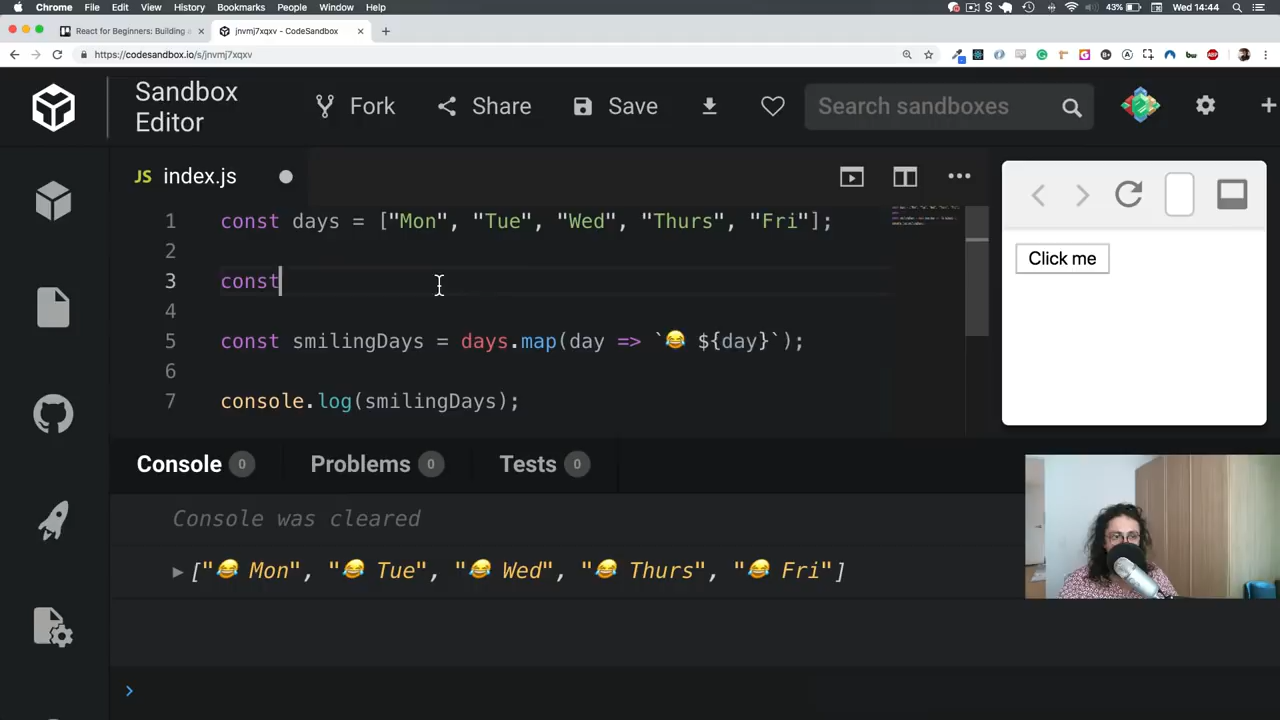 Chrome File Edit View History Bookmarks People Window Help 43% Wed 14:44
React for Beginners: Building a jnvmj7xqxv - CodeSandbox
https://codesandbox.io/s/jnvmj7xqxv
Sandbox Editor Fork Share Save Search sandboxes
JS index.js
1 const days = ["Mon", "Tue", "Wed", "Thurs", "Fri"];
2
3 const
4
5 const smilingDays = days.map(day => `😂 ${day}`);
6
7 console.log(smilingDays);
Click me
Console 0 Problems 0 Tests 0
Console was cleared
▶ ["😂 Mon", "😂 Tue", "😂 Wed", "😂 Thurs", "😂 Fri"]